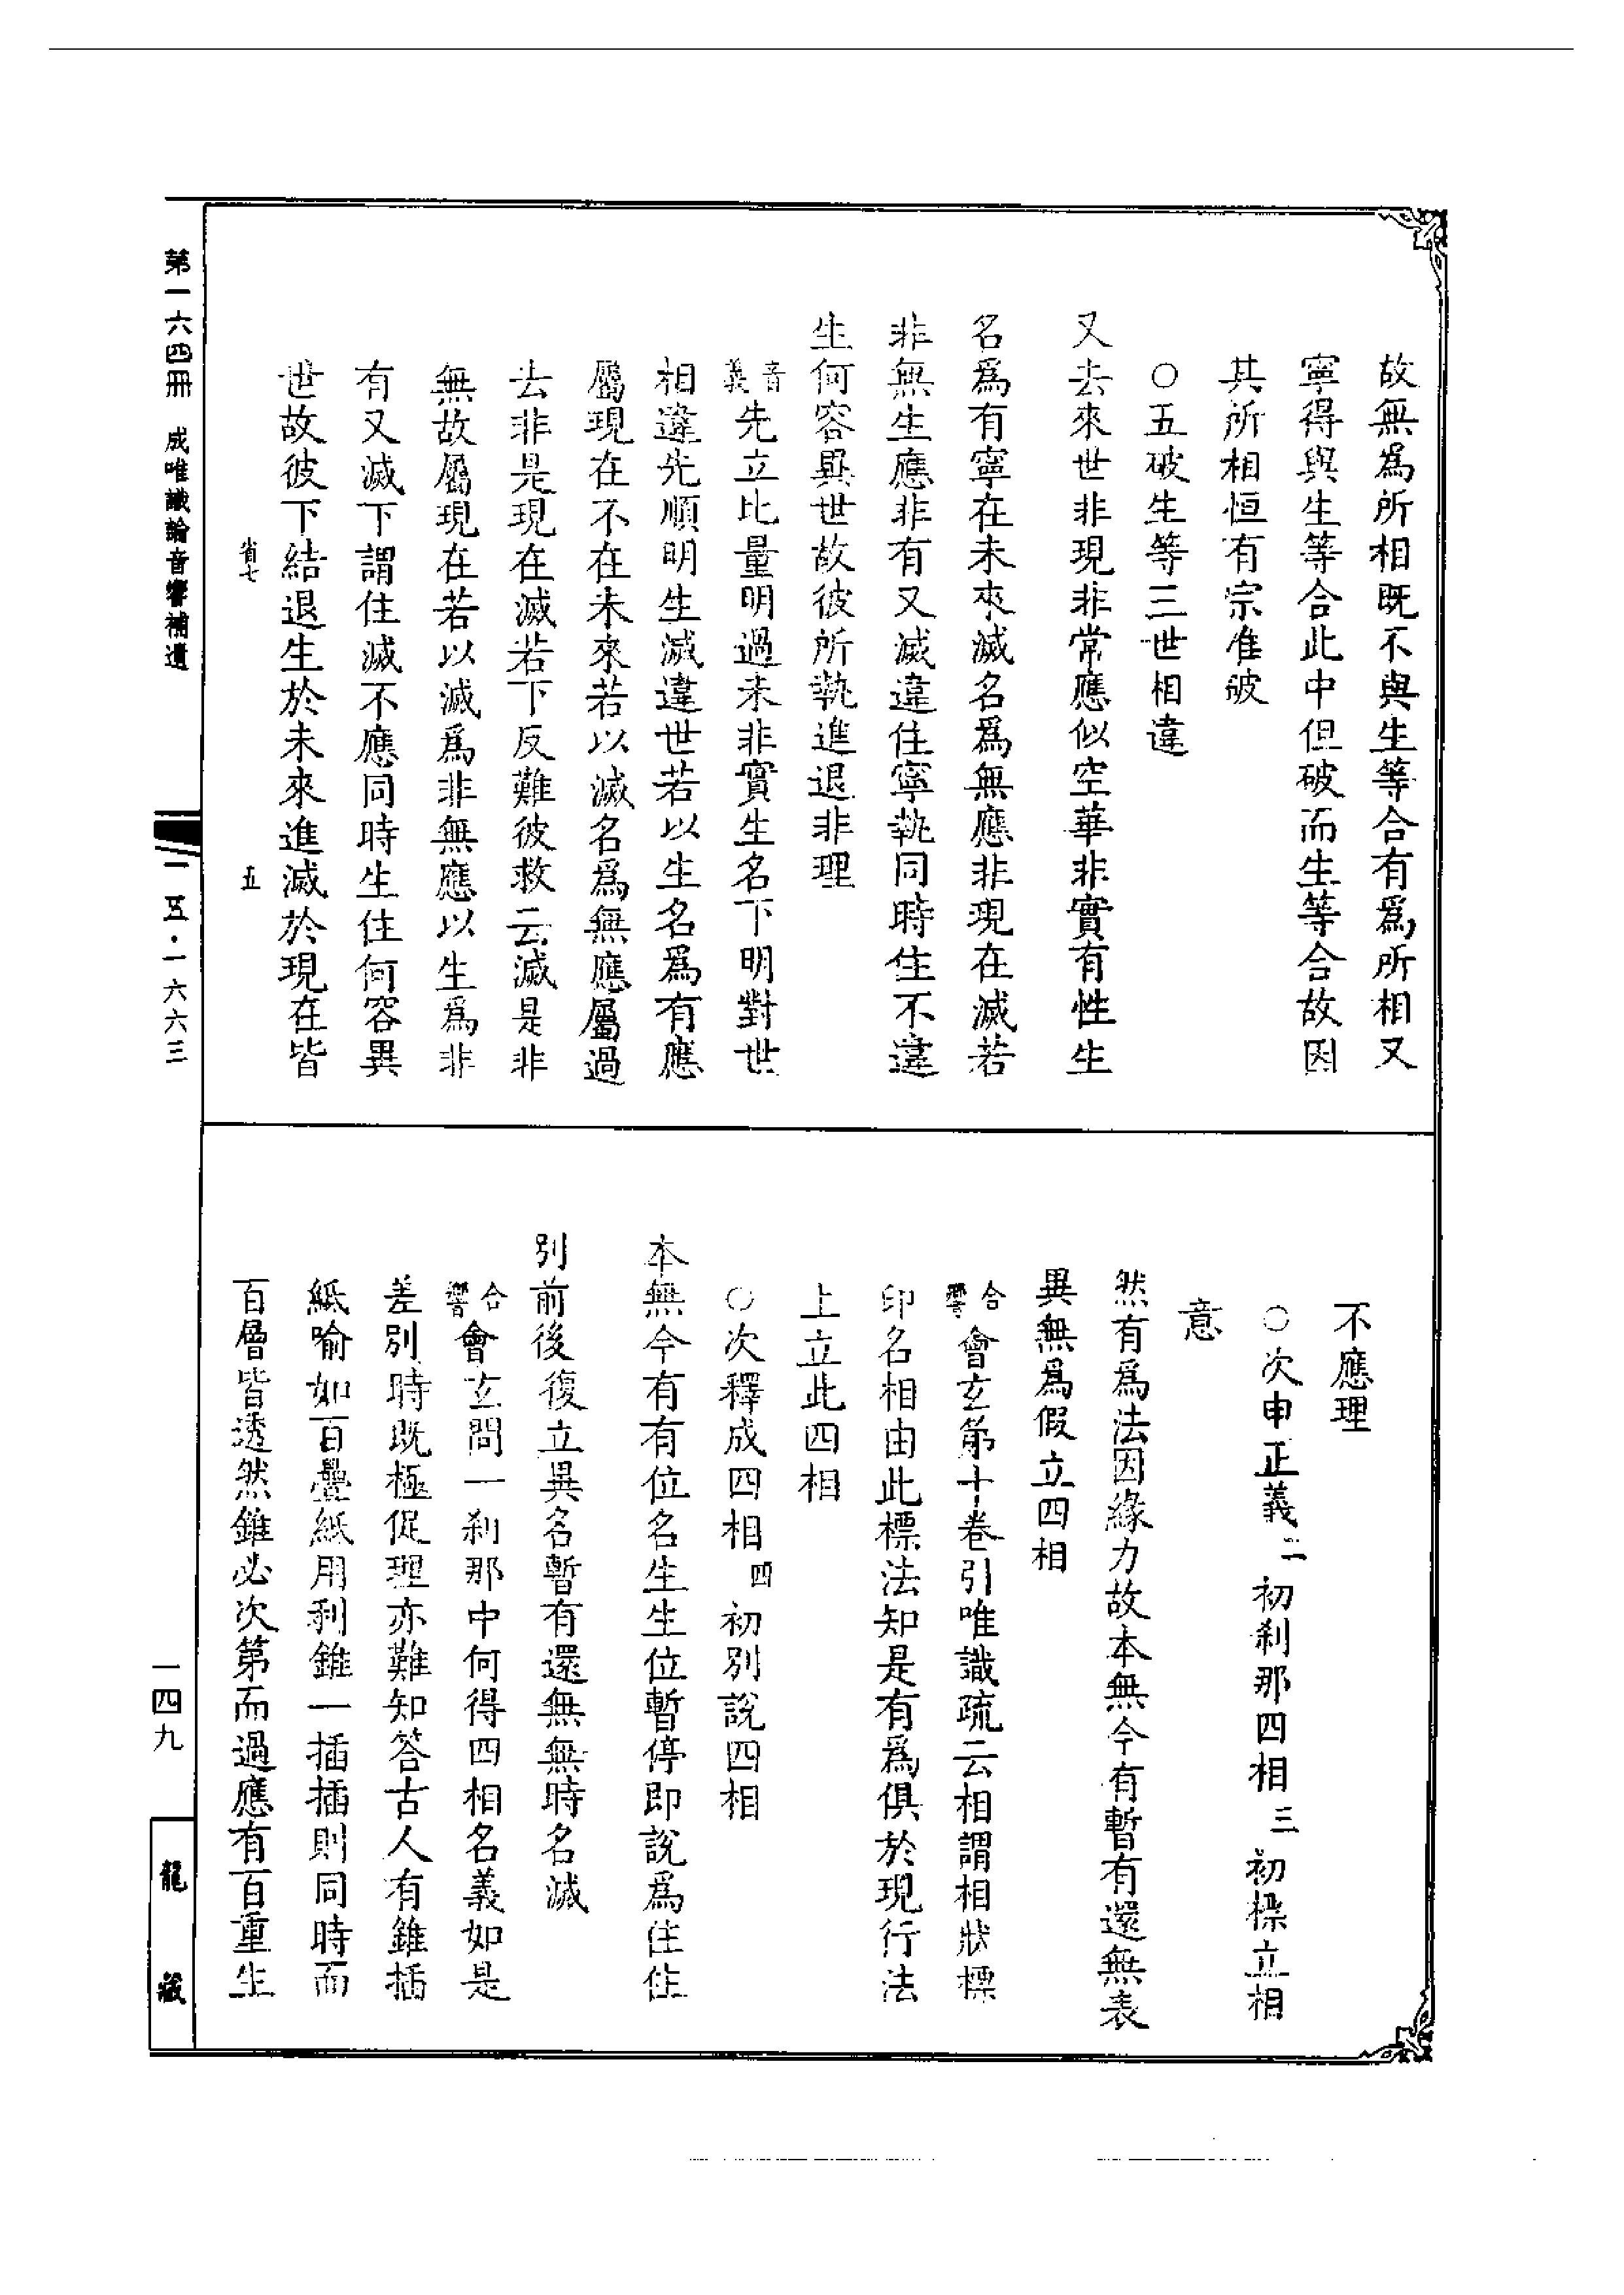 故無爲所相既不與生等合有爲所相又
寧得與生等合此中但破而生等合故因
其所相恒有宗准破
○五破生等三世相違
又去來世非現非常應似空華非實有性生
名爲有寧在未來滅名爲無應非現在滅若
非無生應非有又滅違住寧執同時住不違
生何容異世故彼所執進退非理
音義先立比量明過未非實生名下明對世
相違先順明生滅違世若以生名爲有應
屬現在不在未來若以滅名爲無應屬過
去非是現在滅若下反難彼救云滅是非
無故屬現在若以滅爲非無應以生爲非
有又滅下謂住滅不應同時生住何容異
世故彼下結退生於未來進滅於現在皆
省七 五
不應理
○次申正義二初剎那四相三初標立相
意
然有爲法因緣力故本無今有暫有還無表
異無爲假立四相
合響會玄第十卷引唯識疏云相謂相狀標
印名相由此標法知是有爲俱於現行法
上立此四相
○次釋成四相四初別說四相
本無今有有位名生生位暫停即說爲住住
別前後復立異名暫有還無無時名滅
合響會玄問一剎那中何得四相名義如是
差別時既極促理亦難知答古人有錐插
紙喻如百疊紙用利錐一插插則同時而
百層皆透然錐必次第而過應有百重生
第一六四冊 成唯識論音響補遺
一五·一六六三
一四九
龍藏